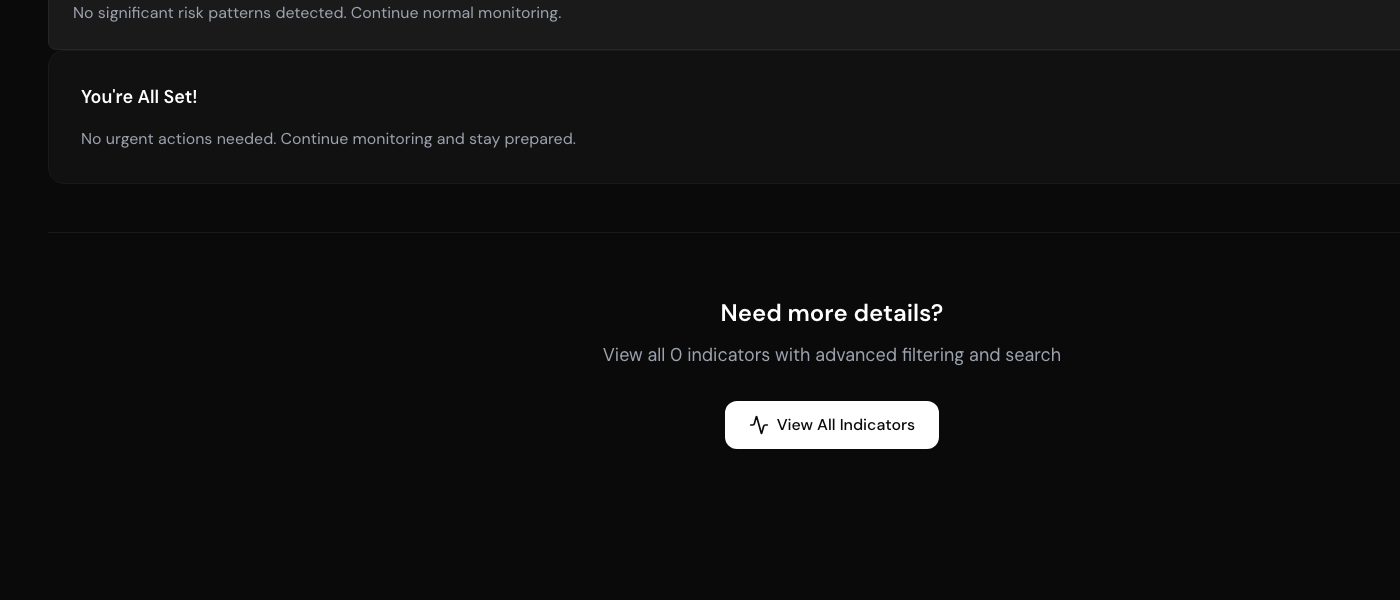 No significant risk patterns detected. Continue normal monitoring.
You're All Set!
No urgent actions needed. Continue monitoring and stay prepared.
Need more details?
View all 0 indicators with advanced filtering and search
View All Indicators